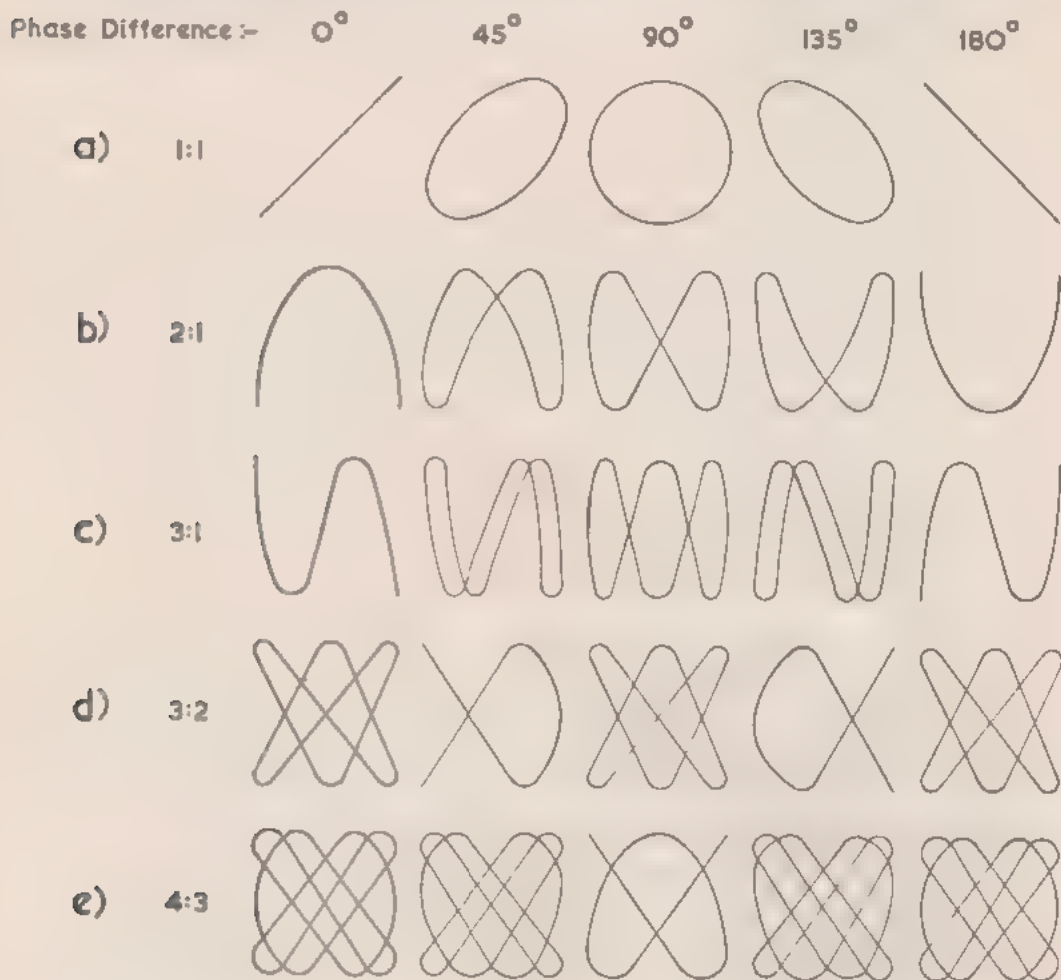 Phase Difference :- 0° 45° 90° 135° 180°
a) 1:1
b) 2:1
c) 3:1
d) 3:2
e) 4:3